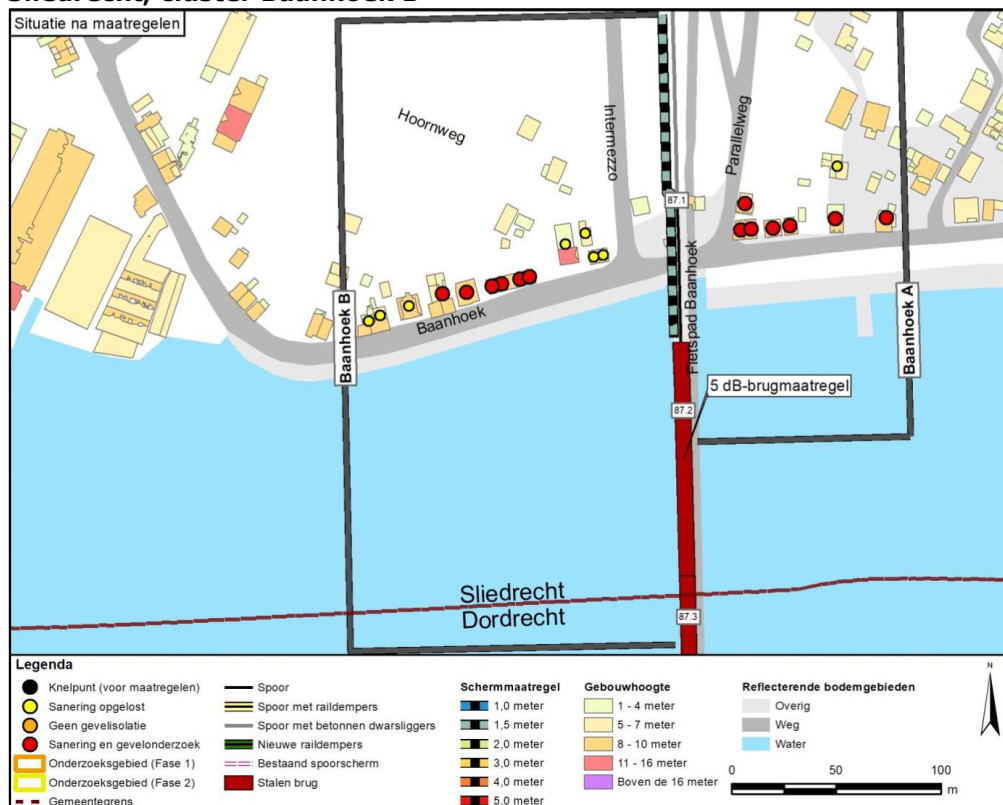 Sliedrecht, cluster Baanhoek B
Situatie na maatregelen
Hoornweg
Intermezzo
Parallelweg
87.1
Fietspad Baanhoek
Baanhoek B
Baanhoek
Baanhoek A
5 dB-brugmaatregel
87.2
Sliedrecht
Dordrecht
87.3
Legenda
Knelpunt (voor maatregelen)
Sanering opgelost
Geen gevelisolatie
Sanering en gevelonderzoek
Onderzoeksgebied (Fase 1)
Onderzoeksgebied (Fase 2)
Gemeentegrens
Spoor
Spoor met raildempers
Spoor met betonnen dwarsliggers
Nieuwe raildempers
Bestaand spoorscherm
Stalen brug
Schermmaatregel
1,0 meter
1,5 meter
2,0 meter
3,0 meter
4,0 meter
5,0 meter
Gebouwhoogte
1 - 4 meter
5 - 7 meter
8 - 10 meter
11 - 16 meter
Boven de 16 meter
Reflecterende bodemgebieden
Overig
Weg
Water
N
0 50 100
m